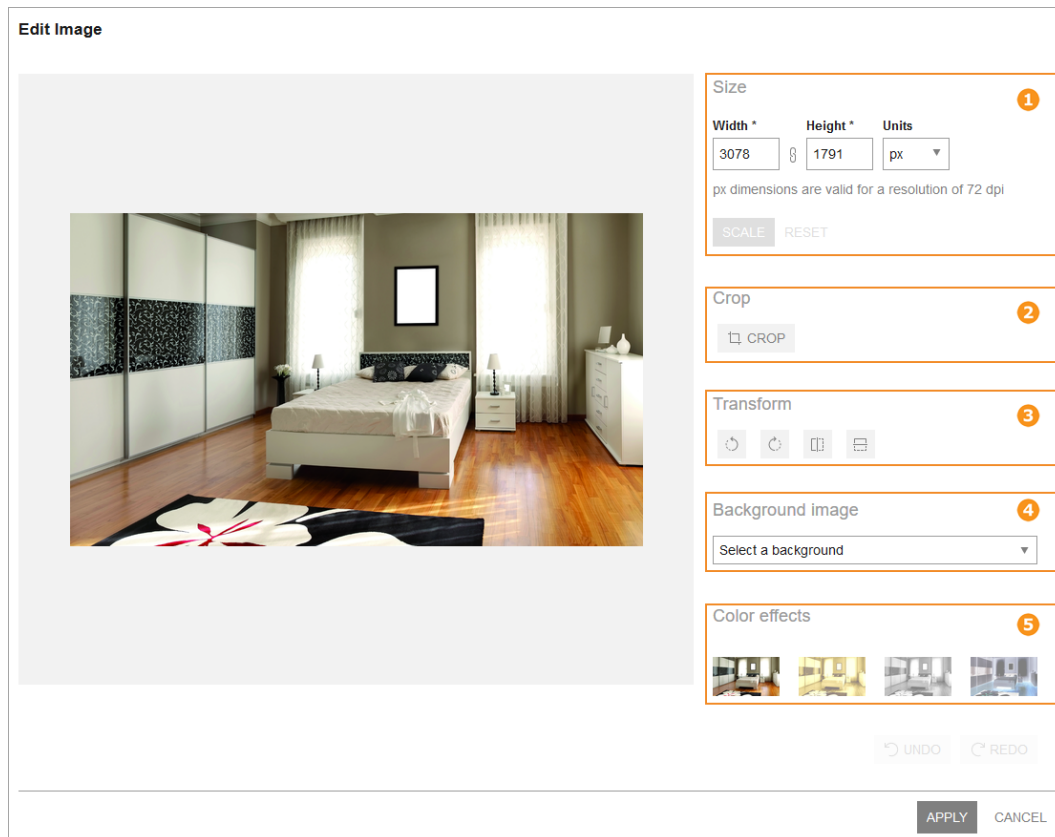 Edit Image
Size
1
Width * Height * Units
3078 1791 px
px dimensions are valid for a resolution of 72 dpi
SCALE RESET
Crop
2
CROP
Transform
3
Background image
4
Select a background
Color effects
5
UNDO REDO
APPLY CANCEL